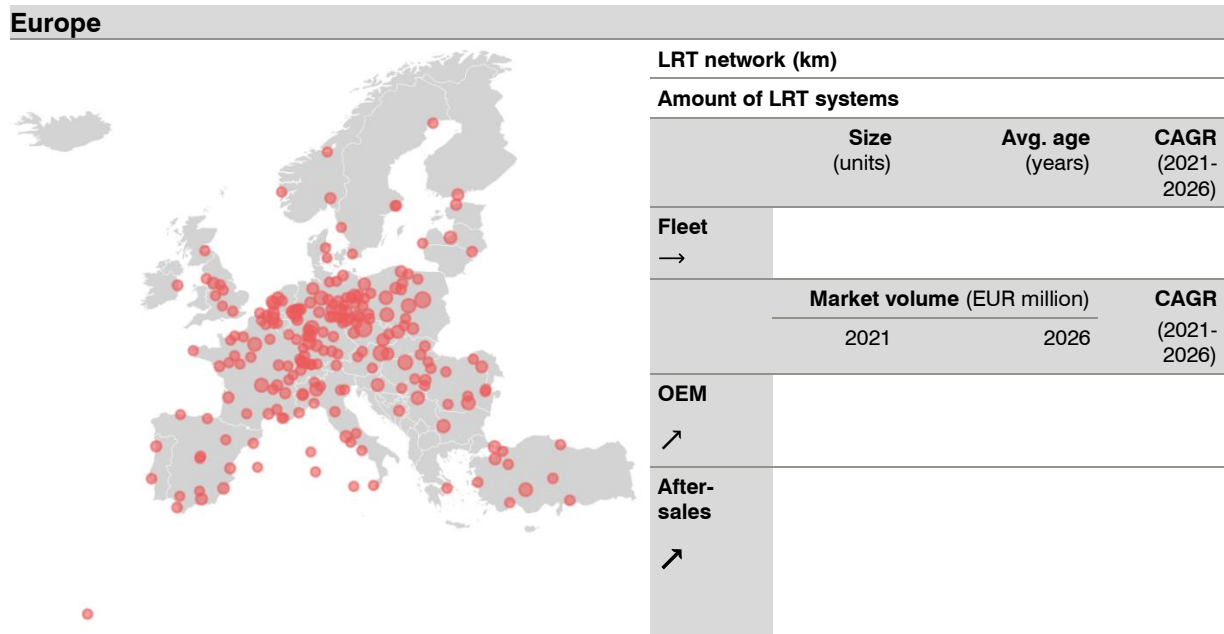 Europe
LRT network (km)
Amount of LRT systems
Size Avg. age CAGR
(units) (years) (2021-
2026)
Fleet
→
Market volume (EUR million) CAGR
2021 2026 (2021-
2026)
OEM
↗
After-
sales
↗